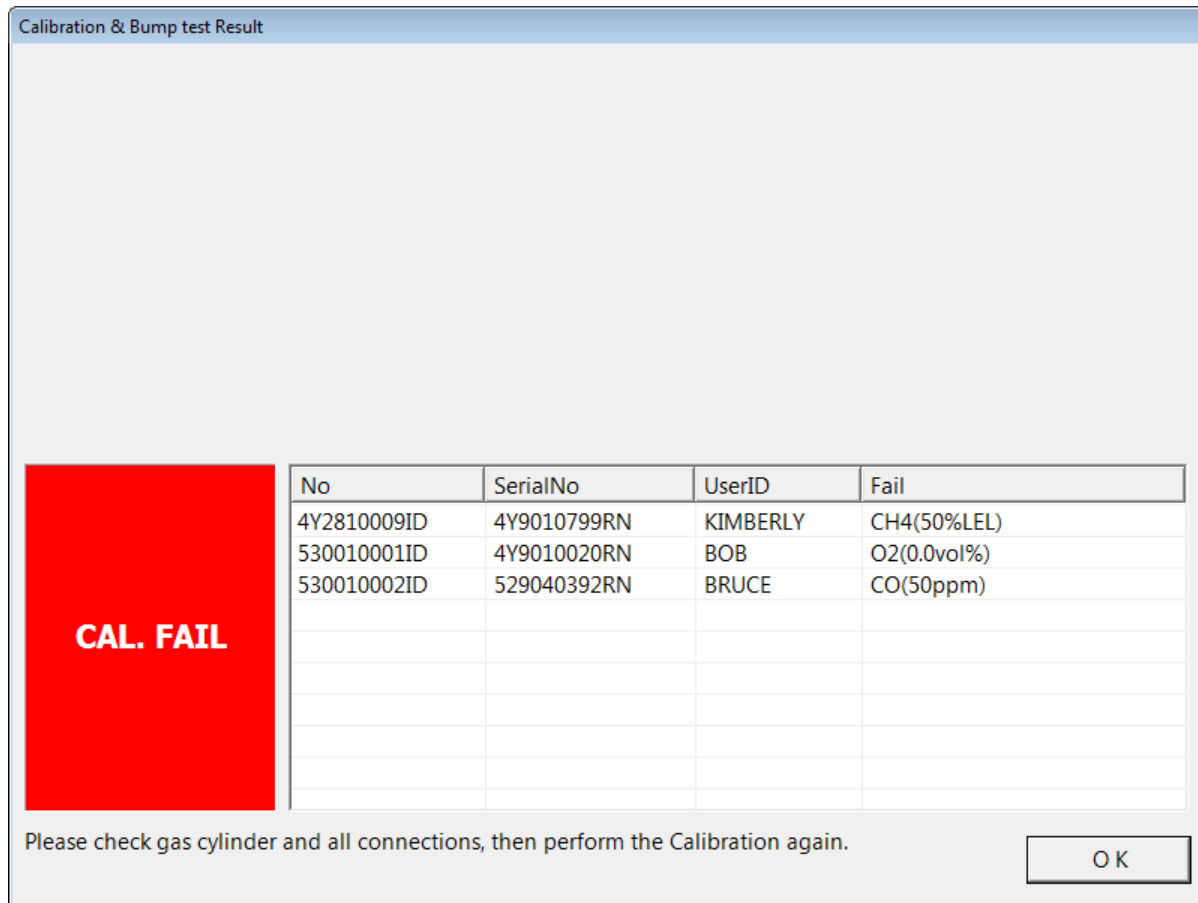 Calibration & Bump test Result
No SerialNo UserID Fail
4Y2810009ID 4Y9010799RN KIMBERLY CH4(50%LEL)
530010001ID 4Y9010020RN BOB O2(0.0vol%)
530010002ID 529040392RN BRUCE CO(50ppm)
CAL. FAIL
Please check gas cylinder and all connections, then perform the Calibration again.
O K